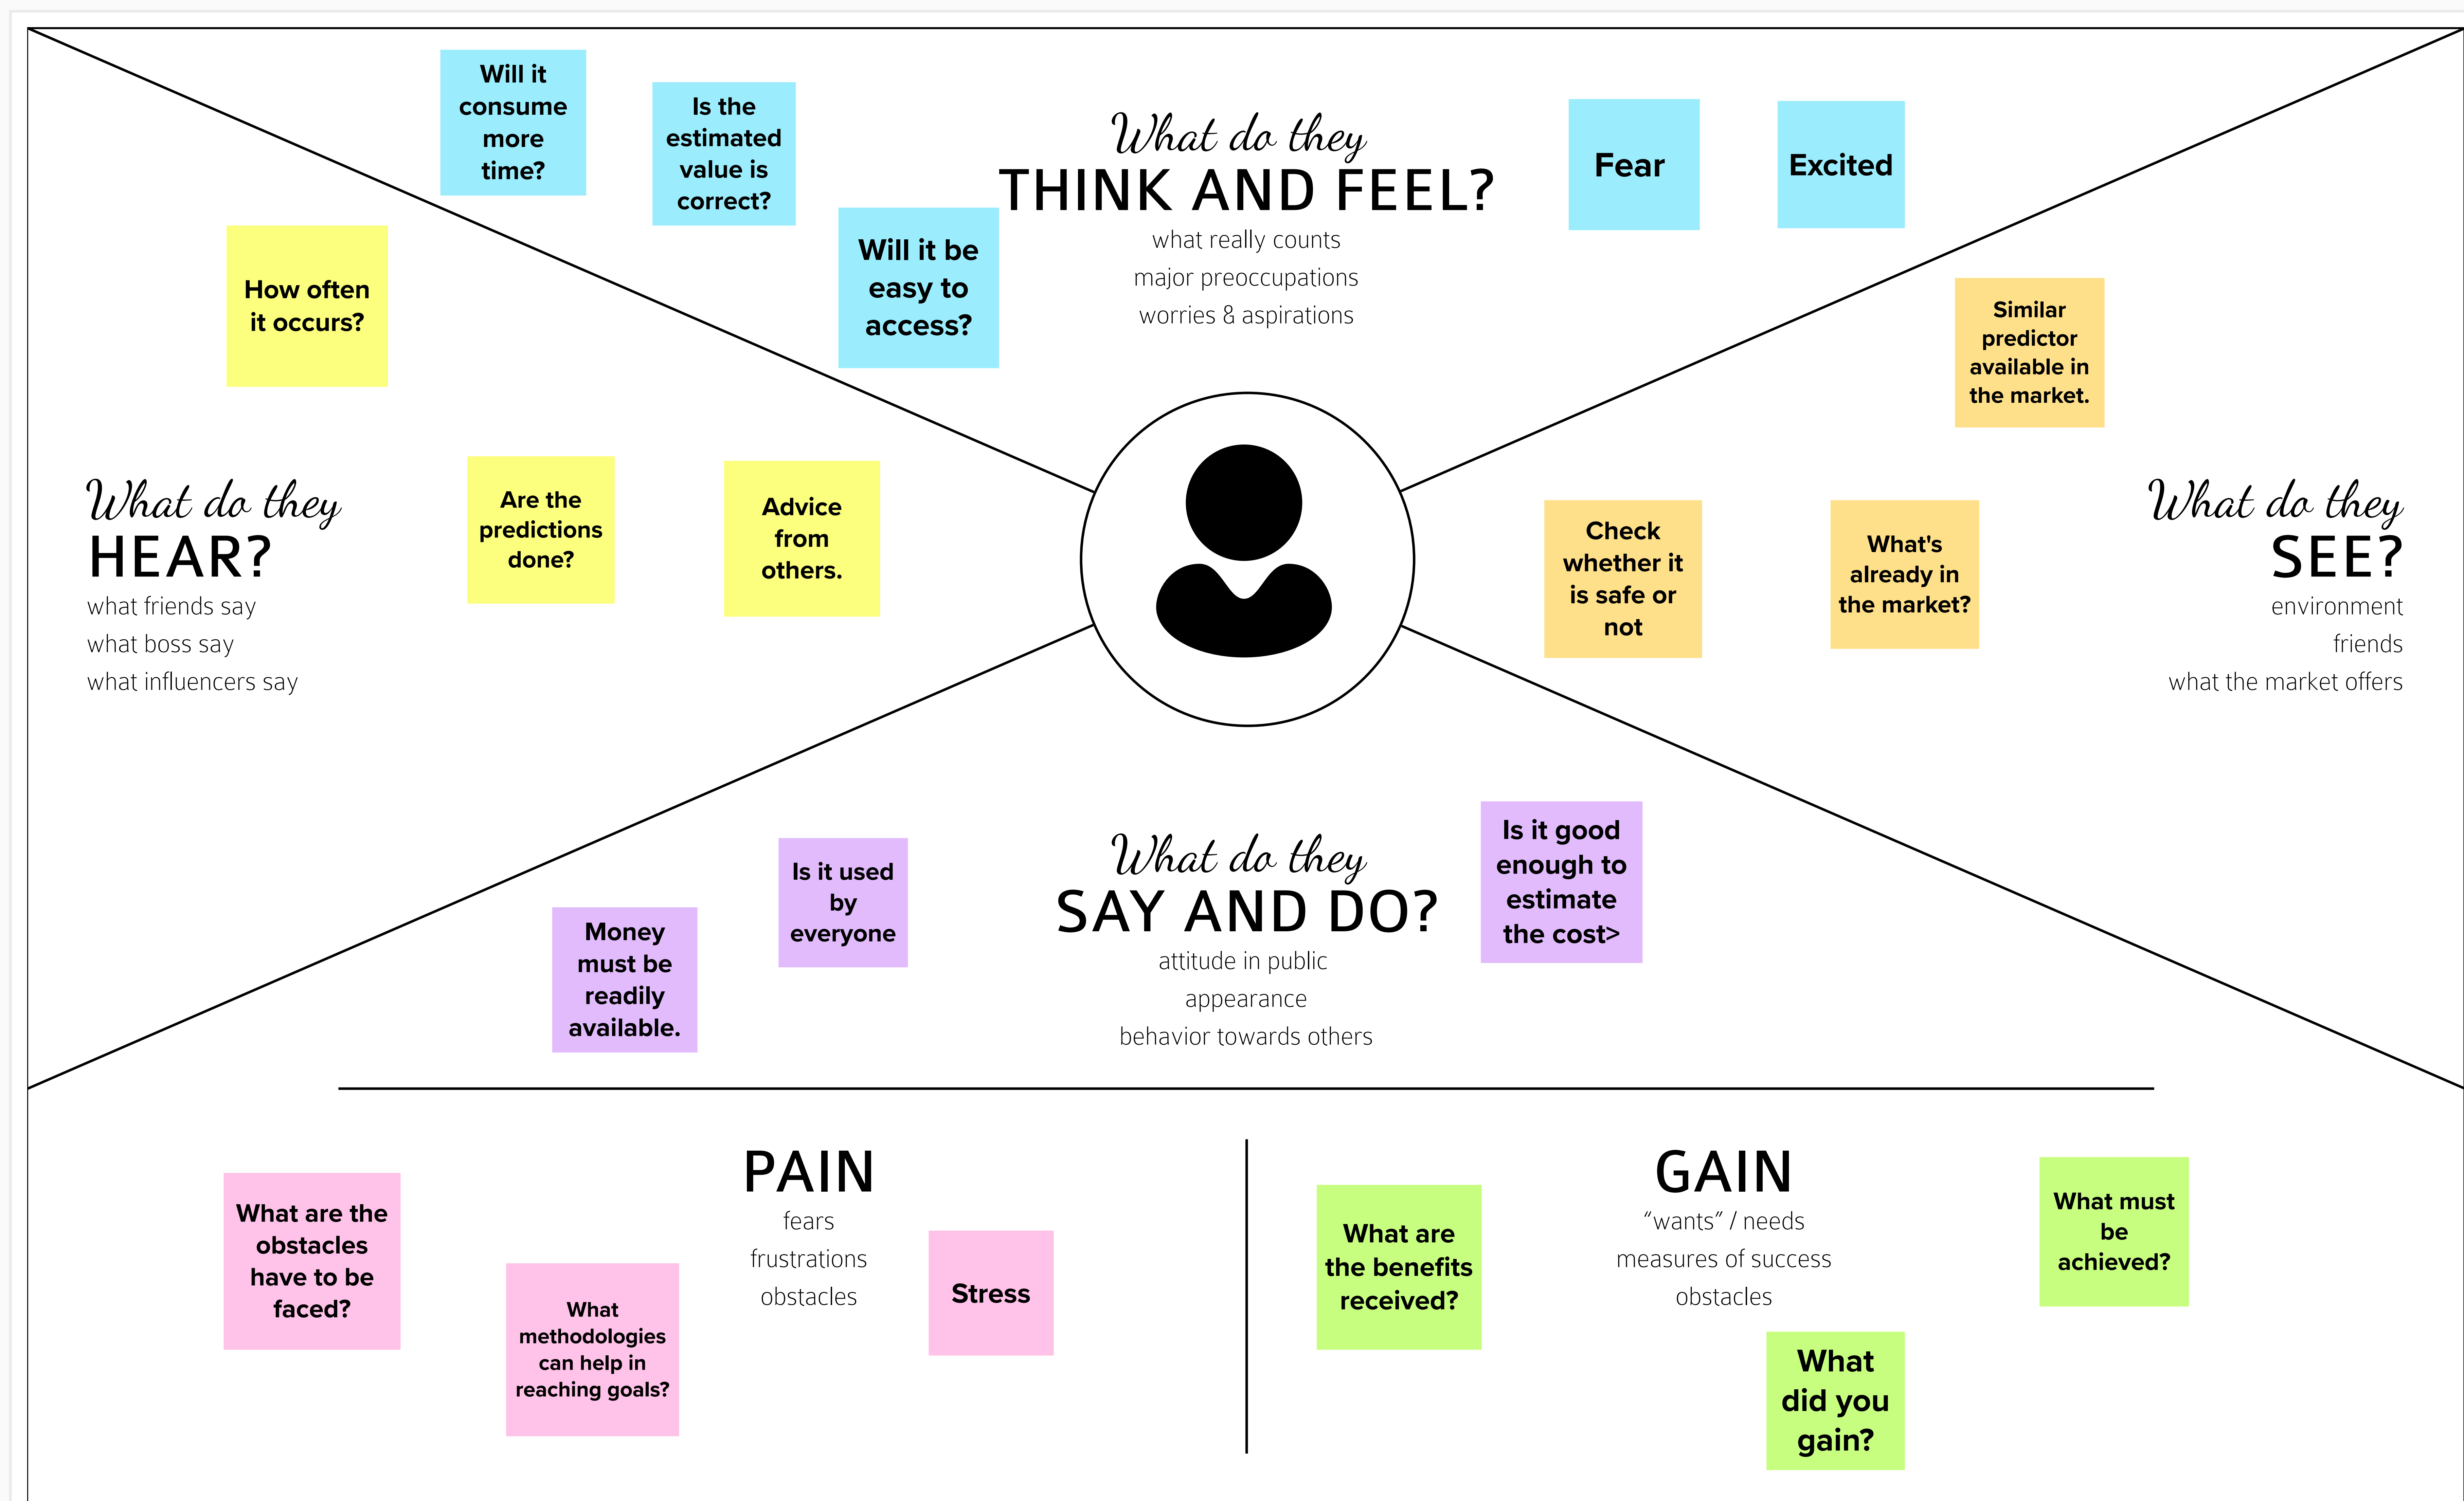 Will it
consume
more
time?
Is the
estimated
value is
correct?
Will it be
easy to
access?
What do they
THINK AND FEEL?
what really counts
major preoccupations
worries & aspirations
Fear
Excited
How often
it occurs?
Are the
predictions
done?
Advice
from
others.
What do they
HEAR?
what friends say
what boss say
what influencers say
Similar
predictor
available in
the market.
Check
whether it
is safe or
not
What's
already in
the market?
What do they
SEE?
environment
friends
what the market offers
Money
must be
readily
available.
Is it used
by
everyone
What do they
SAY AND DO?
attitude in public
appearance
behavior towards others
Is it good
enough to
estimate
the cost>
What are the
obstacles
have to be
faced?
What
methodologies
can help in
reaching goals?
PAIN
fears
frustrations
obstacles
Stress
What are
the benefits
received?
GAIN
“wants” / needs
measures of success
obstacles
What
did you
gain?
What must
be
achieved?